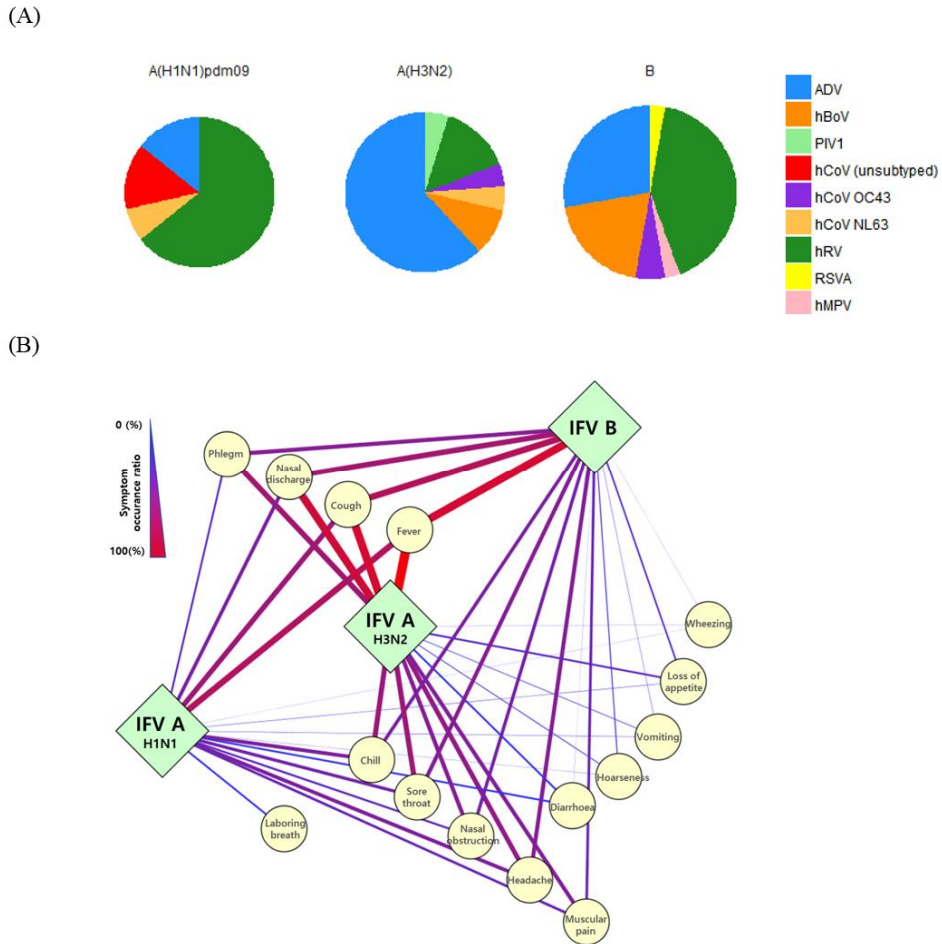 (A)
A(H1N1)pdm09
A(H3N2)
B
ADV
hBoV
PIV1
hCoV (unsubtyped)
hCoV OC43
hCoV NL63
hRV
RSVA
hMPV
(B)
0 (%)
Symptom
occurance ratio
100(%)
IFV B
Phlegm
Nasal
discharge
Cough
Fever
IFV A
H3N2
Wheezing
Loss of
appetite
IFV A
H1N1
Vomiting
Chill
Hoarseness
Sore
throat
Diarrhoea
Laboring
breath
Nasal
obstruction
Headache
Muscular
pain